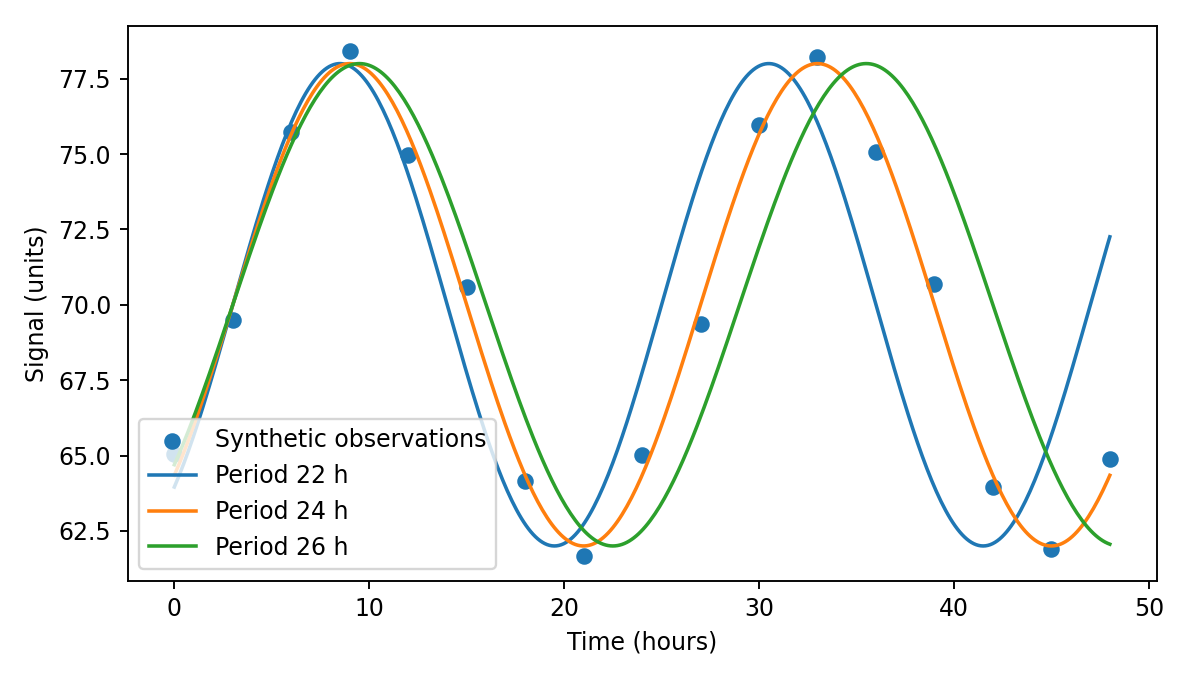 77.5
75.0
72.5
70.0
67.5
65.0
62.5
Signal (units)
Synthetic observations
Period 22 h
Period 24 h
Period 26 h
0 10 20 30 40 50
Time (hours)